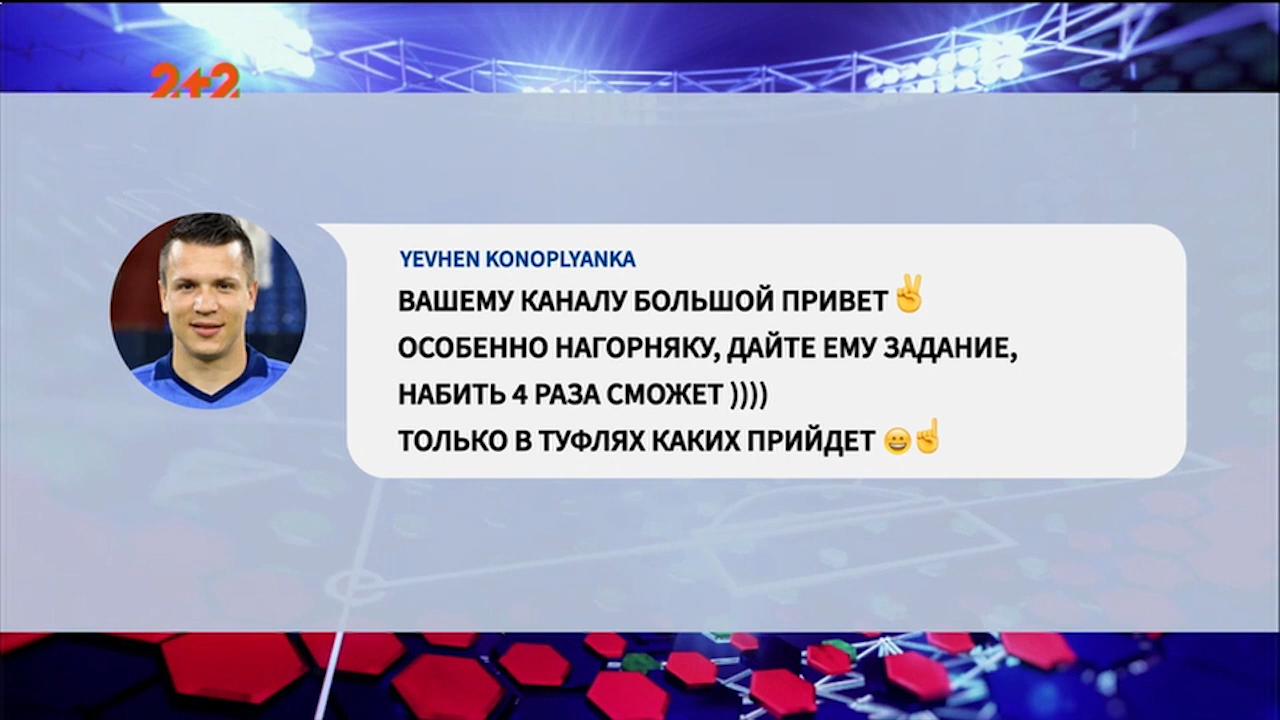 2+2
YEVHEN KONOPLYANKA
ВАШЕМУ КАНАЛУ БОЛЬШОЙ ПРИВЕТ✌
ОСОБЕННО НАГОРНЯКУ, ДАЙТЕ ЕМУ ЗАДАНИЕ,
НАБИТЬ 4 РАЗА СМОЖЕТ ))))
ТОЛЬКО В ТУФЛЯХ КАКИХ ПРИЙДЕТ 😀☝